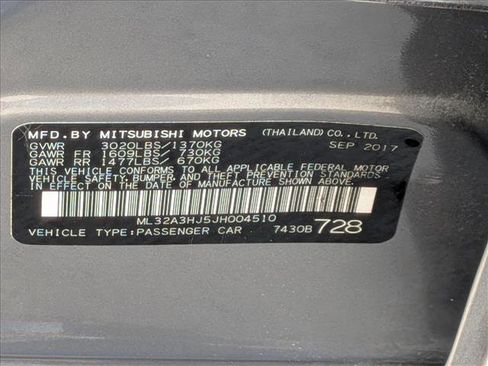 MFD.BY MITSUBISHI MOTORS (THAILAND) CO.,LTD.
GVWR 3020LBS/1370KG SEP 2017
GAWR FR 1609LBS/ 730KG
GAWR RR 1477LBS/ 670KG
THIS VEHICLE CONFORMS TO ALL APPLICABLE FEDERAL MOTOR
VEHICLE SAFETY,BUMPER,AND THEFT PREVENTION STANDARDS
IN EFFECT ON THE DATE OF MANUFACTURE SHOWN ABOVE.
ML32A3HJ5JH004510
VEHICLE TYPE:PASSENGER CAR 7430B 728